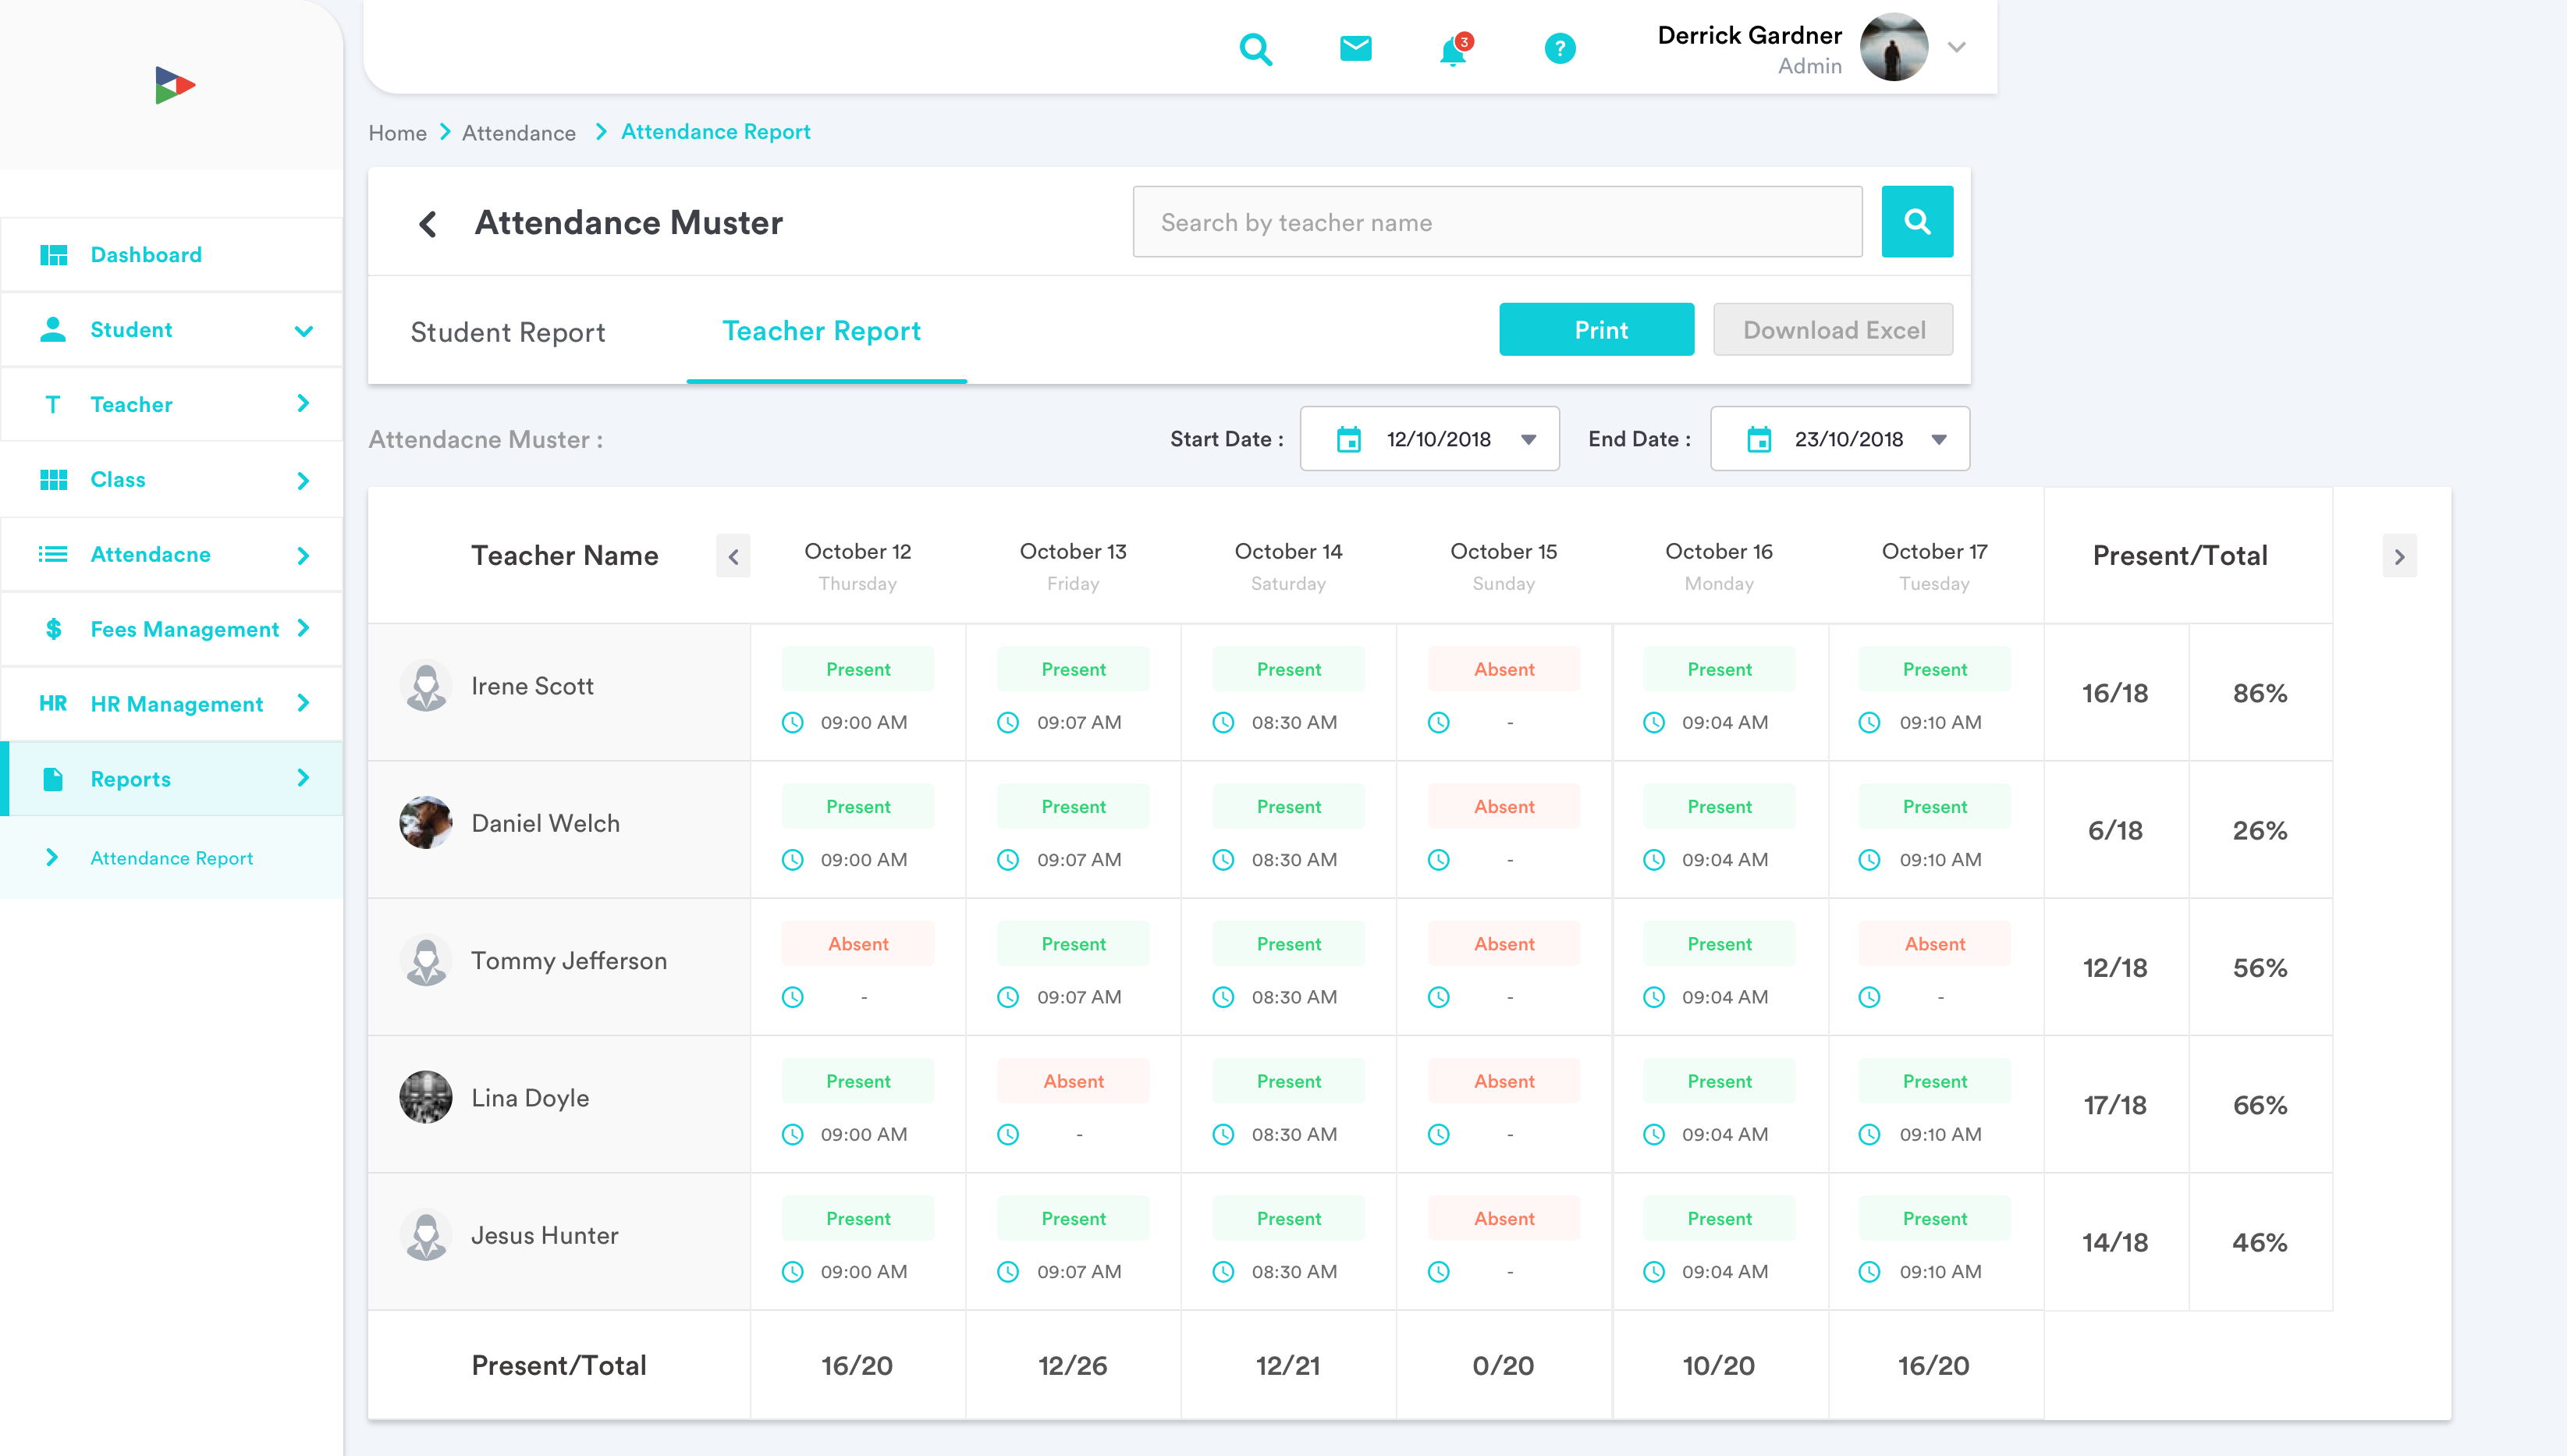 3
?
Derrick Gardner
Admin
Home Attendance Attendance Report
Attendance Muster
Search by teacher name
Student Report
Teacher Report
Print
Download Excel
Dashboard
Student
T Teacher
Class
Attendacne
$ Fees Management
HR HR Management
Reports
Attendance Report
Attendacne Muster :
Start Date :
12/10/2018
End Date :
23/10/2018
Teacher Name
October 12
Thursday
October 13
Friday
October 14
Saturday
October 15
Sunday
October 16
Monday
October 17
Tuesday
Present/Total
Irene Scott
Present Present Present Absent Present Present
09:00 AM 09:07 AM 08:30 AM - 09:04 AM 09:10 AM
16/18 86%
Daniel Welch
Present Present Present Absent Present Present
09:00 AM 09:07 AM 08:30 AM - 09:04 AM 09:10 AM
6/18 26%
Tommy Jefferson
Absent Present Present Absent Present Absent
- 09:07 AM 08:30 AM - 09:04 AM -
12/18 56%
Lina Doyle
Present Absent Present Absent Present Present
09:00 AM - 08:30 AM - 09:04 AM 09:10 AM
17/18 66%
Jesus Hunter
Present Present Present Absent Present Present
09:00 AM 09:07 AM 08:30 AM - 09:04 AM 09:10 AM
14/18 46%
Present/Total 16/20 12/26 12/21 0/20 10/20 16/20